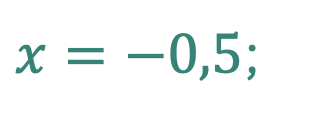 x = −0,5;